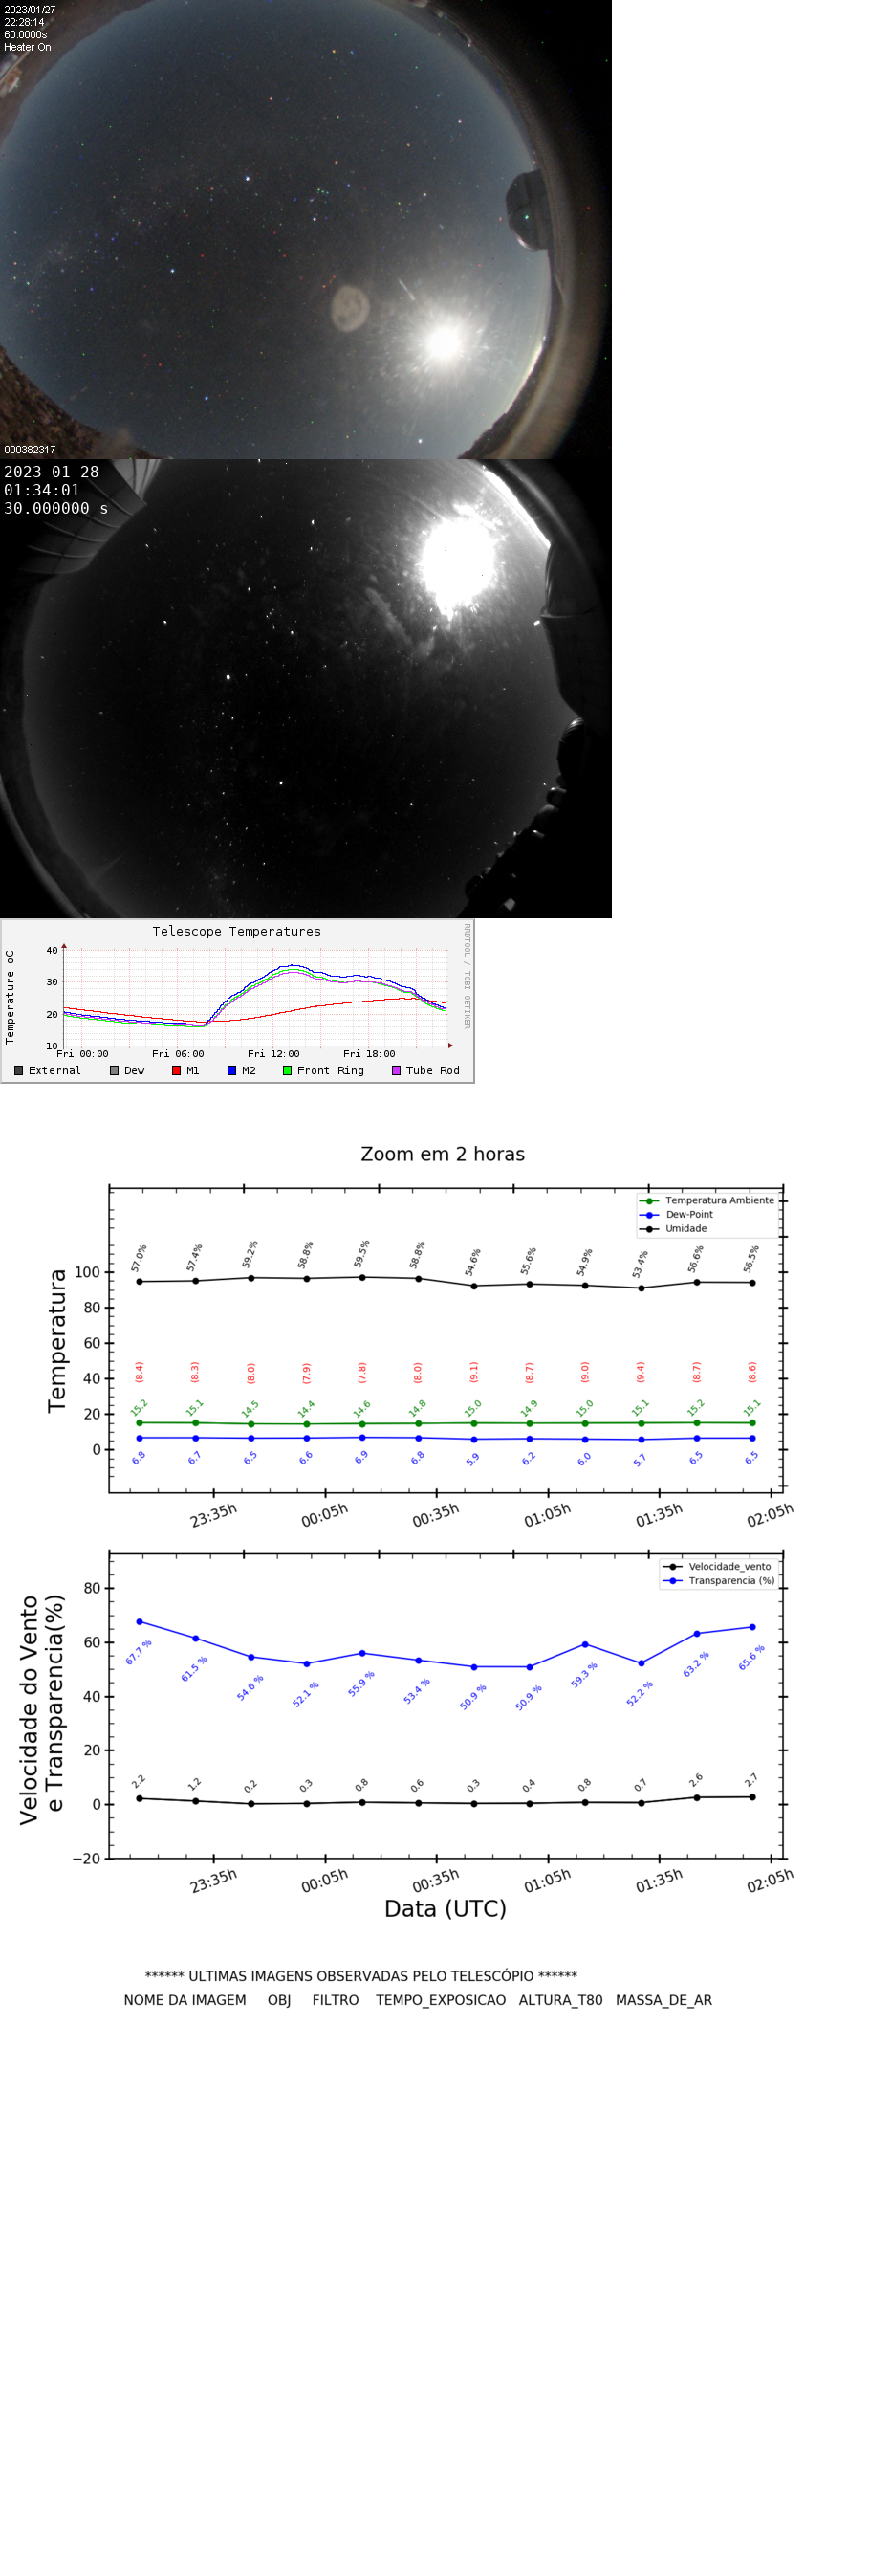 2023/01/27
22:28:14
60.0000s
Heater On
000382317
2023-01-28
01:34:01
30.000000 s
Telescope Temperatures
Temperature oC
RRDTOOL / TOBI OETIKER
40
30
20
10
Fri 00:00 Fri 06:00 Fri 12:00 Fri 18:00
External Dew M1 M2 Front Ring Tube Rod
Zoom em 2 horas
Temperatura Ambiente
Dew-Point
Umidade
Temperatura
57.0% 57.4% 59.2% 58.8% 59.5% 58.8% 54.6% 55.6% 54.9% 53.4% 56.6% 56.5%
100
80
60
40
20
0
(8.4) (8.3) (8.0) (7.9) (7.8) (8.0) (9.1) (8.7) (9.0) (9.4) (8.7) (8.6)
15.2 15.1 14.5 14.4 14.6 14.8 15.0 14.9 15.0 15.1 15.2 15.1
6.8 6.7 6.5 6.6 6.9 6.8 5.9 6.2 6.0 5.7 6.5 6.5
23:35h 00:05h 00:35h 01:05h 01:35h 02:05h
Velocidade_vento
Transparencia (%)
Velocidade do Vento
e Transparencia(%)
80
60
40
20
0
−20
67.7 % 61.5 % 54.6 % 52.1 % 55.9 % 53.4 % 50.9 % 50.9 % 59.3 % 52.2 % 63.2 % 65.6 %
2.2 1.2 0.2 0.3 0.8 0.6 0.3 0.4 0.8 0.7 2.6 2.7
23:35h 00:05h 00:35h 01:05h 01:35h 02:05h
Data (UTC)
****** ULTIMAS IMAGENS OBSERVADAS PELO TELESCÓPIO ******
NOME DA IMAGEM OBJ FILTRO TEMPO_EXPOSICAO ALTURA_T80 MASSA_DE_AR